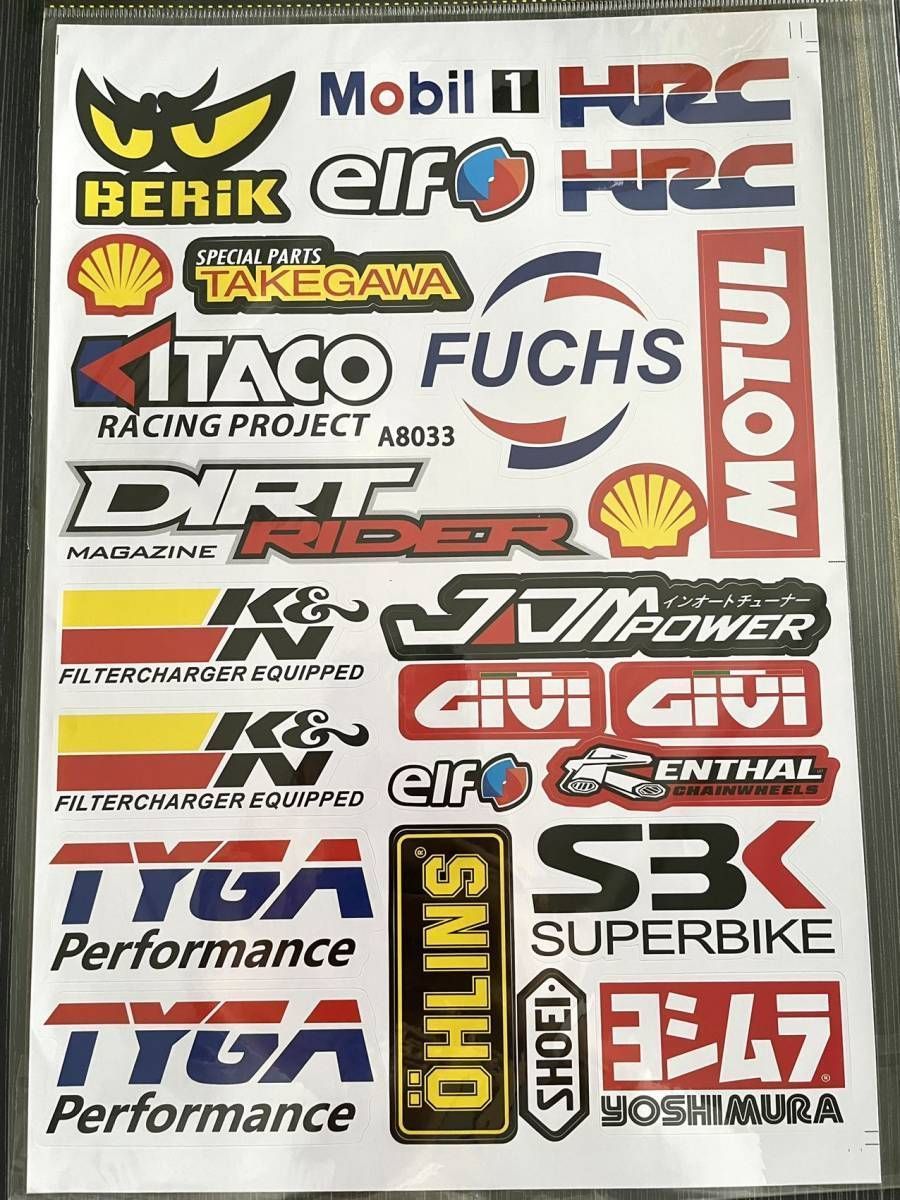 BERiK
Mobil 1
HRC
elf
HRC
SPECIAL PARTS
TAKEGAWA
KITACO
RACING PROJECT
A8033
FUCHS
MOTUL
DIRT
MAGAZINE RIDER
K&N
FILTERCHARGER EQUIPPED
JDM POWER
インオートチューナー
GIVI
GIVI
K&N
FILTERCHARGER EQUIPPED
elf
RENTHAL
CHAINWHEELS
TYGA
Performance
ÖHLINS®
SBK
SUPERBIKE
TYGA
Performance
SHOEI
ヨシムラ®
YOSHIMURA